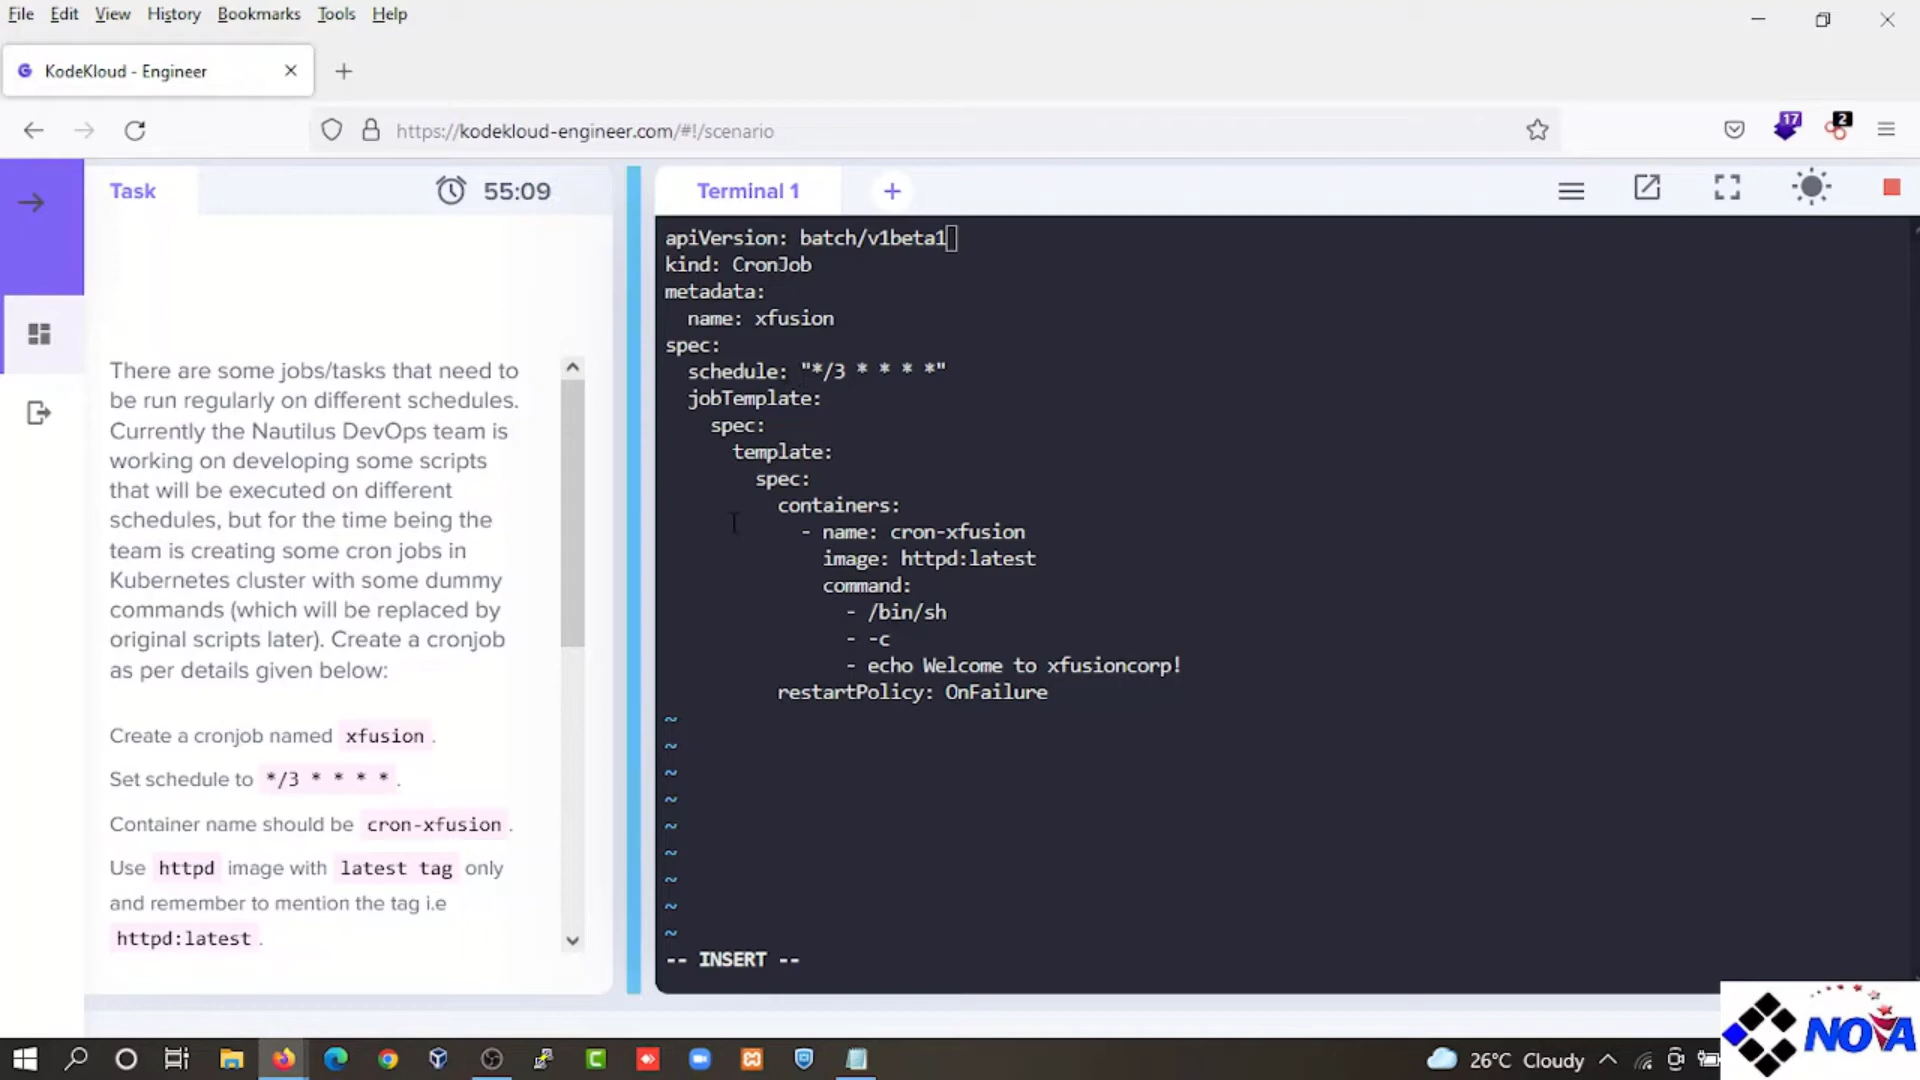 File Edit View History Bookmarks Tools Help
KodeKloud - Engineer
https://kodekloud-engineer.com/#!/scenario
17
2
Task
55:09
Terminal 1
There are some jobs/tasks that need to
be run regularly on different schedules.
Currently the Nautilus DevOps team is
working on developing some scripts
that will be executed on different
schedules, but for the time being the
team is creating some cron jobs in
Kubernetes cluster with some dummy
commands (which will be replaced by
original scripts later). Create a cronjob
as per details given below:
Create a cronjob named xfusion .
Set schedule to */3 * * * * .
Container name should be cron-xfusion .
Use httpd image with latest tag only
and remember to mention the tag i.e
httpd:latest .
apiVersion: batch/v1beta1
kind: CronJob
metadata:
  name: xfusion
spec:
  schedule: "*/3 * * * *"
  jobTemplate:
    spec:
      template:
        spec:
          containers:
            - name: cron-xfusion
              image: httpd:latest
              command:
                - /bin/sh
                - -c
                - echo Welcome to xfusioncorp!
          restartPolicy: OnFailure
~
~
~
~
~
~
~
~
~
-- INSERT --
26°C Cloudy
NOVA